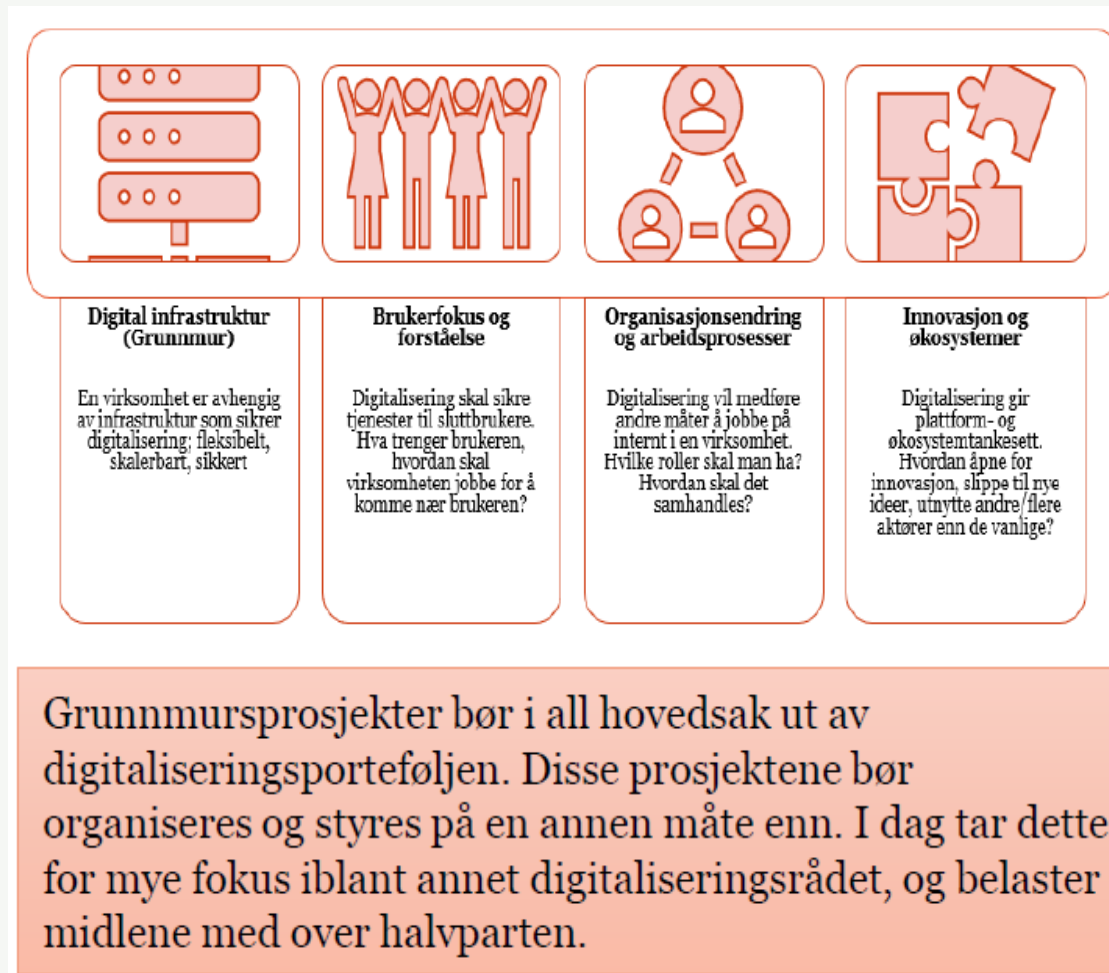 Digital infrastruktur
(Grunnmur)
En virksomhet er avhengig
av infrastruktur som sikrer
digitalisering; fleksibelt,
skalerbart, sikkert
Brukerfokus og
forståelse
Digitalisering skal sikre
tjenester til sluttbrukere.
Hva trenger brukeren,
hvordan skal
virksomheten jobbe for å
komme nær brukeren?
Organisasjonsendring
og arbeidsprosesser
Digitalisering vil medføre
andre måter å jobbe på
internt i en virksomhet.
Hvilke roller skal man ha?
Hvordan skal det
samhandles?
Innovasjon og
økosystemer
Digitalisering gir
plattform- og
økosystemtankesett.
Hvordan åpne for
innovasjon, slippe til nye
ideer, utnytte andre/flere
aktører enn de vanlige?
Grunnmursprosjekter bør i all hovedsak ut av
digitaliseringsporteføljen. Disse prosjektene bør
organiseres og styres på en annen måte enn. I dag tar dette
for mye fokus iblant annet digitaliseringsrådet, og belaster
midlene med over halvparten.